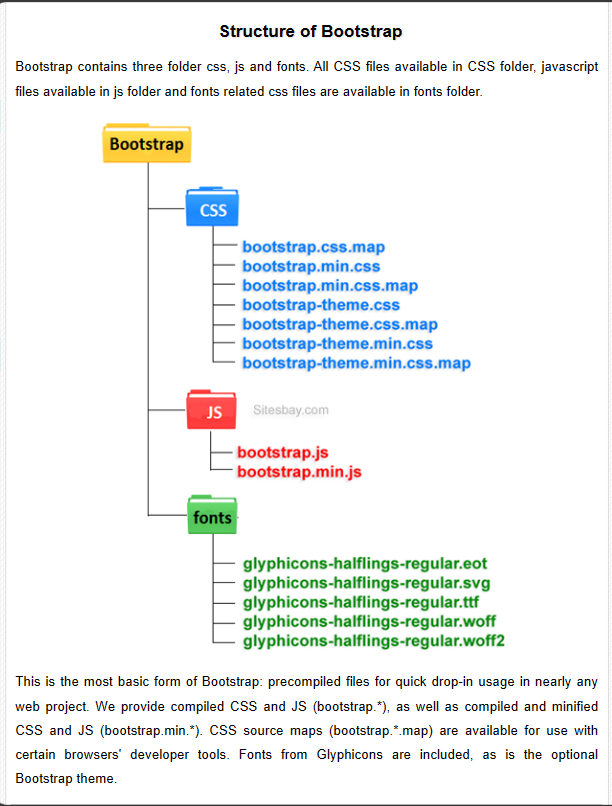 Structure of Bootstrap
Bootstrap contains three folder css, js and fonts. All CSS files available in CSS folder, javascript
files available in js folder and fonts related css files are available in fonts folder.
Bootstrap
CSS
bootstrap.css.map
bootstrap.min.css
bootstrap.min.css.map
bootstrap-theme.css
bootstrap-theme.css.map
bootstrap-theme.min.css
bootstrap-theme.min.css.map
JS
Sitesbay.com
bootstrap.js
bootstrap.min.js
fonts
glyphicons-halflings-regular.eot
glyphicons-halflings-regular.svg
glyphicons-halflings-regular.ttf
glyphicons-halflings-regular.woff
glyphicons-halflings-regular.woff2
This is the most basic form of Bootstrap: precompiled files for quick drop-in usage in nearly any
web project. We provide compiled CSS and JS (bootstrap.*), as well as compiled and minified
CSS and JS (bootstrap.min.*). CSS source maps (bootstrap.*.map) are available for use with
certain browsers' developer tools. Fonts from Glyphicons are included, as is the optional
Bootstrap theme.